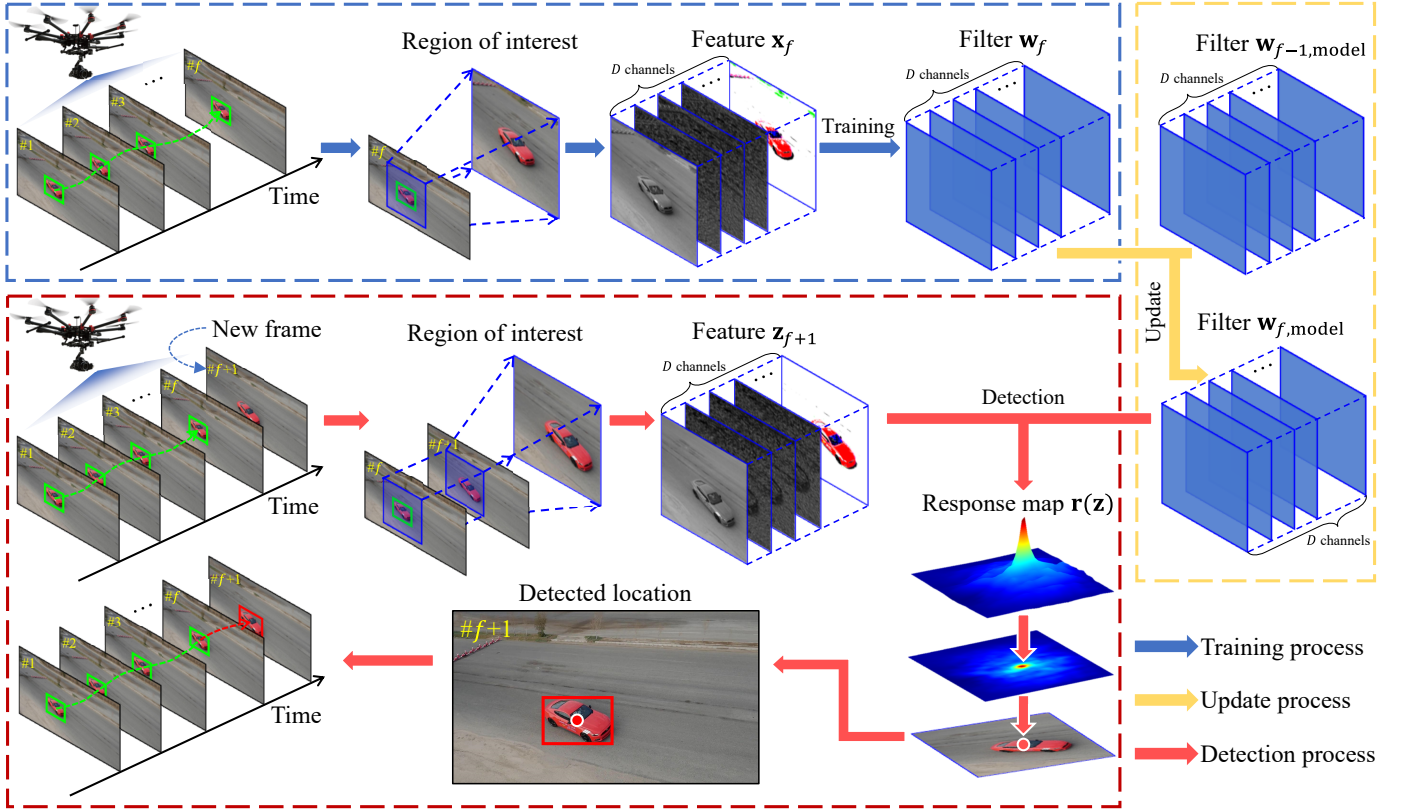 Region of interest
Feature 𝐱_f
Filter 𝐰_f
Filter 𝐰_{f−1,model}
D channels
D channels
D channels
#1
#2
#3
...
#f
Time
#f
...
Training
...
...
New frame
Region of interest
Feature 𝐳_{f+1}
Update
Filter 𝐰_{f,model}
#1
#2
#3
...
#f
#f+1
Time
#f
#f+1
D channels
...
Detection
...
D channels
Response map 𝐫(𝐳)
#1
#2
#3
...
#f
#f+1
Time
Detected location
#f+1
Training process
Update process
Detection process